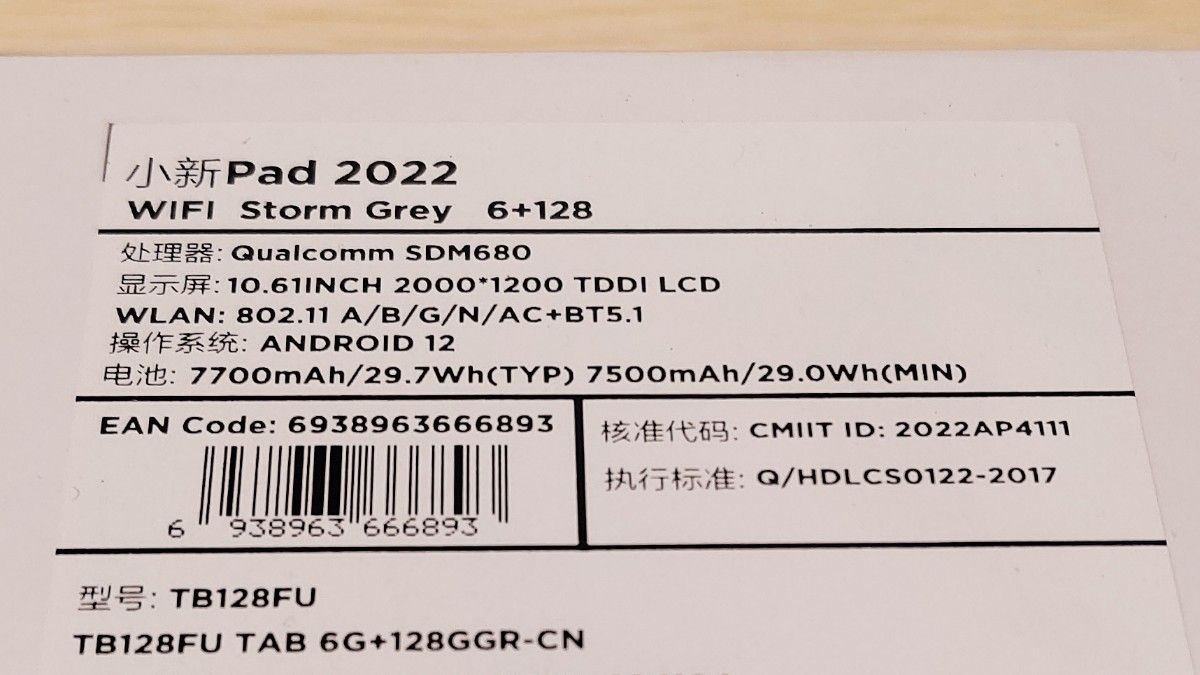 小新Pad 2022
WIFI Storm Grey 6+128
处理器: Qualcomm SDM680
显示屏: 10.61INCH 2000*1200 TDDI LCD
WLAN: 802.11 A/B/G/N/AC+BT5.1
操作系统: ANDROID 12
电池: 7700mAh/29.7Wh(TYP) 7500mAh/29.0Wh(MIN)
EAN Code: 6938963666893
6 938963 666893
核准代码: CMIIT ID: 2022AP4111
执行标准: Q/HDLCS0122-2017
型号: TB128FU
TB128FU TAB 6G+128GGR-CN